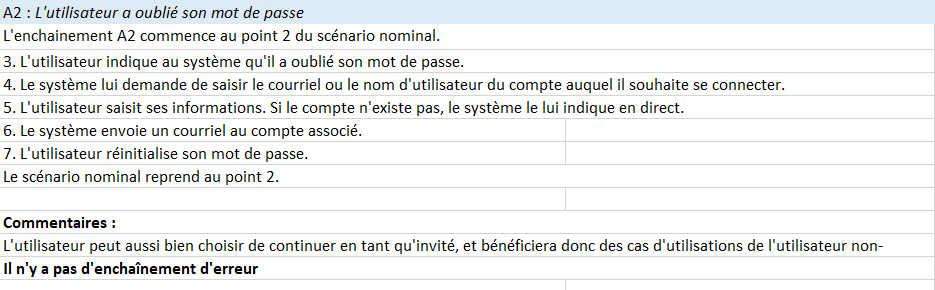 A2 : L'utilisateur a oublié son mot de passe
L'enchainement A2 commence au point 2 du scénario nominal.
3. L'utilisateur indique au système qu'il a oublié son mot de passe.
4. Le système lui demande de saisir le courriel ou le nom d'utilisateur du compte auquel il souhaite se connecter.
5. L'utilisateur saisit ses informations. Si le compte n'existe pas, le système le lui indique en direct.
6. Le système envoie un courriel au compte associé.
7. L'utilisateur réinitialise son mot de passe.
Le scénario nominal reprend au point 2.
Commentaires :
L'utilisateur peut aussi bien choisir de continuer en tant qu'invité, et bénéficiera donc des cas d'utilisations de l'utilisateur non-
Il n'y a pas d'enchaînement d'erreur